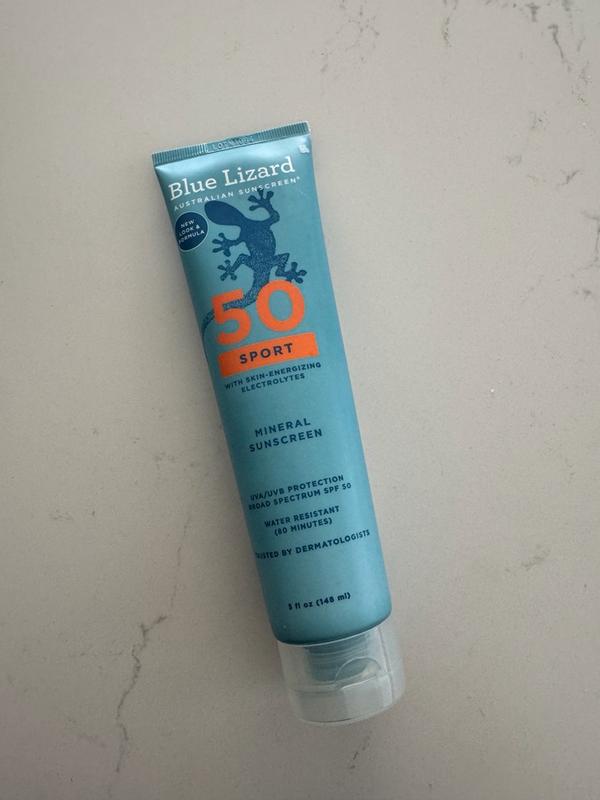 Blue Lizard
AUSTRALIAN SUNSCREEN®
NEW
LOOK &
FORMULA
50
SPORT
WITH SKIN-ENERGIZING
ELECTROLYTES
MINERAL
SUNSCREEN
UVA/UVB PROTECTION
BROAD SPECTRUM SPF 50
WATER RESISTANT
(80 MINUTES)
TRUSTED BY DERMATOLOGISTS
5 fl oz (148 ml)